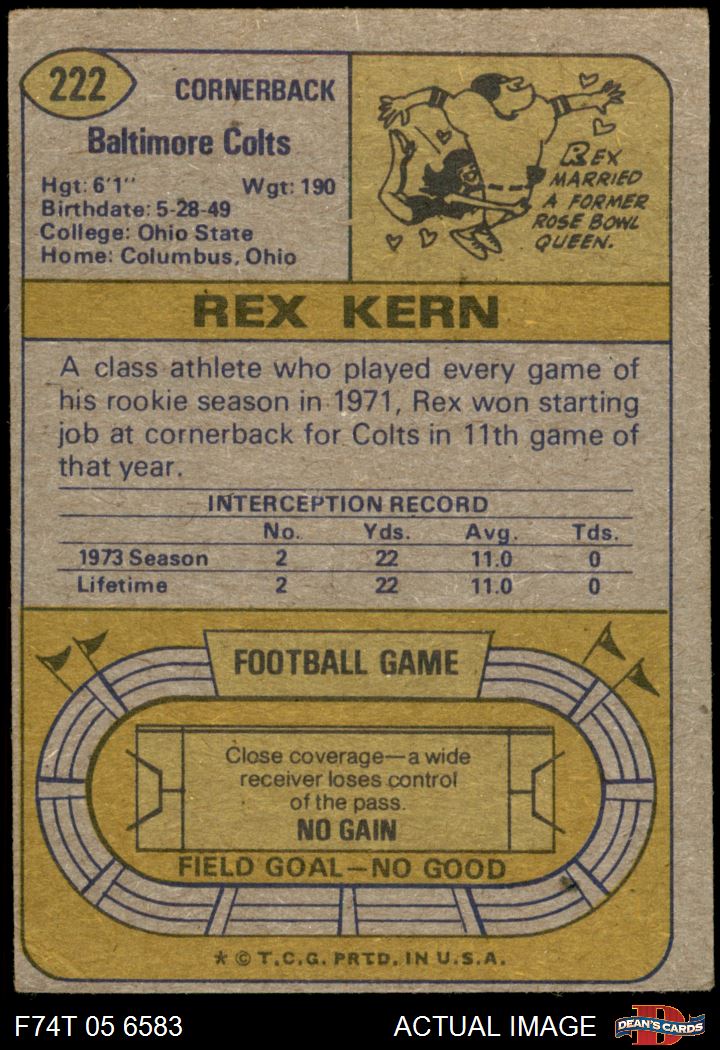 222
CORNERBACK
Baltimore Colts
Hgt: 6'1" Wgt: 190
Birthdate: 5-28-49
College: Ohio State
Home: Columbus, Ohio
REX
MARRIED
A FORMER
ROSE BOWL
QUEEN.
REX KERN
A class athlete who played every game of
his rookie season in 1971, Rex won starting
job at cornerback for Colts in 11th game of
that year.
INTERCEPTION RECORD
No. Yds. Avg. Tds.
1973 Season 2 22 11.0 0
Lifetime 2 22 11.0 0
FOOTBALL GAME
Close coverage—a wide
receiver loses control
of the pass.
NO GAIN
FIELD GOAL—NO GOOD
* © T.C.G. PRTD. IN U.S.A.
F74T 05 6583 ACTUAL IMAGE
D
DEAN'S CARDS